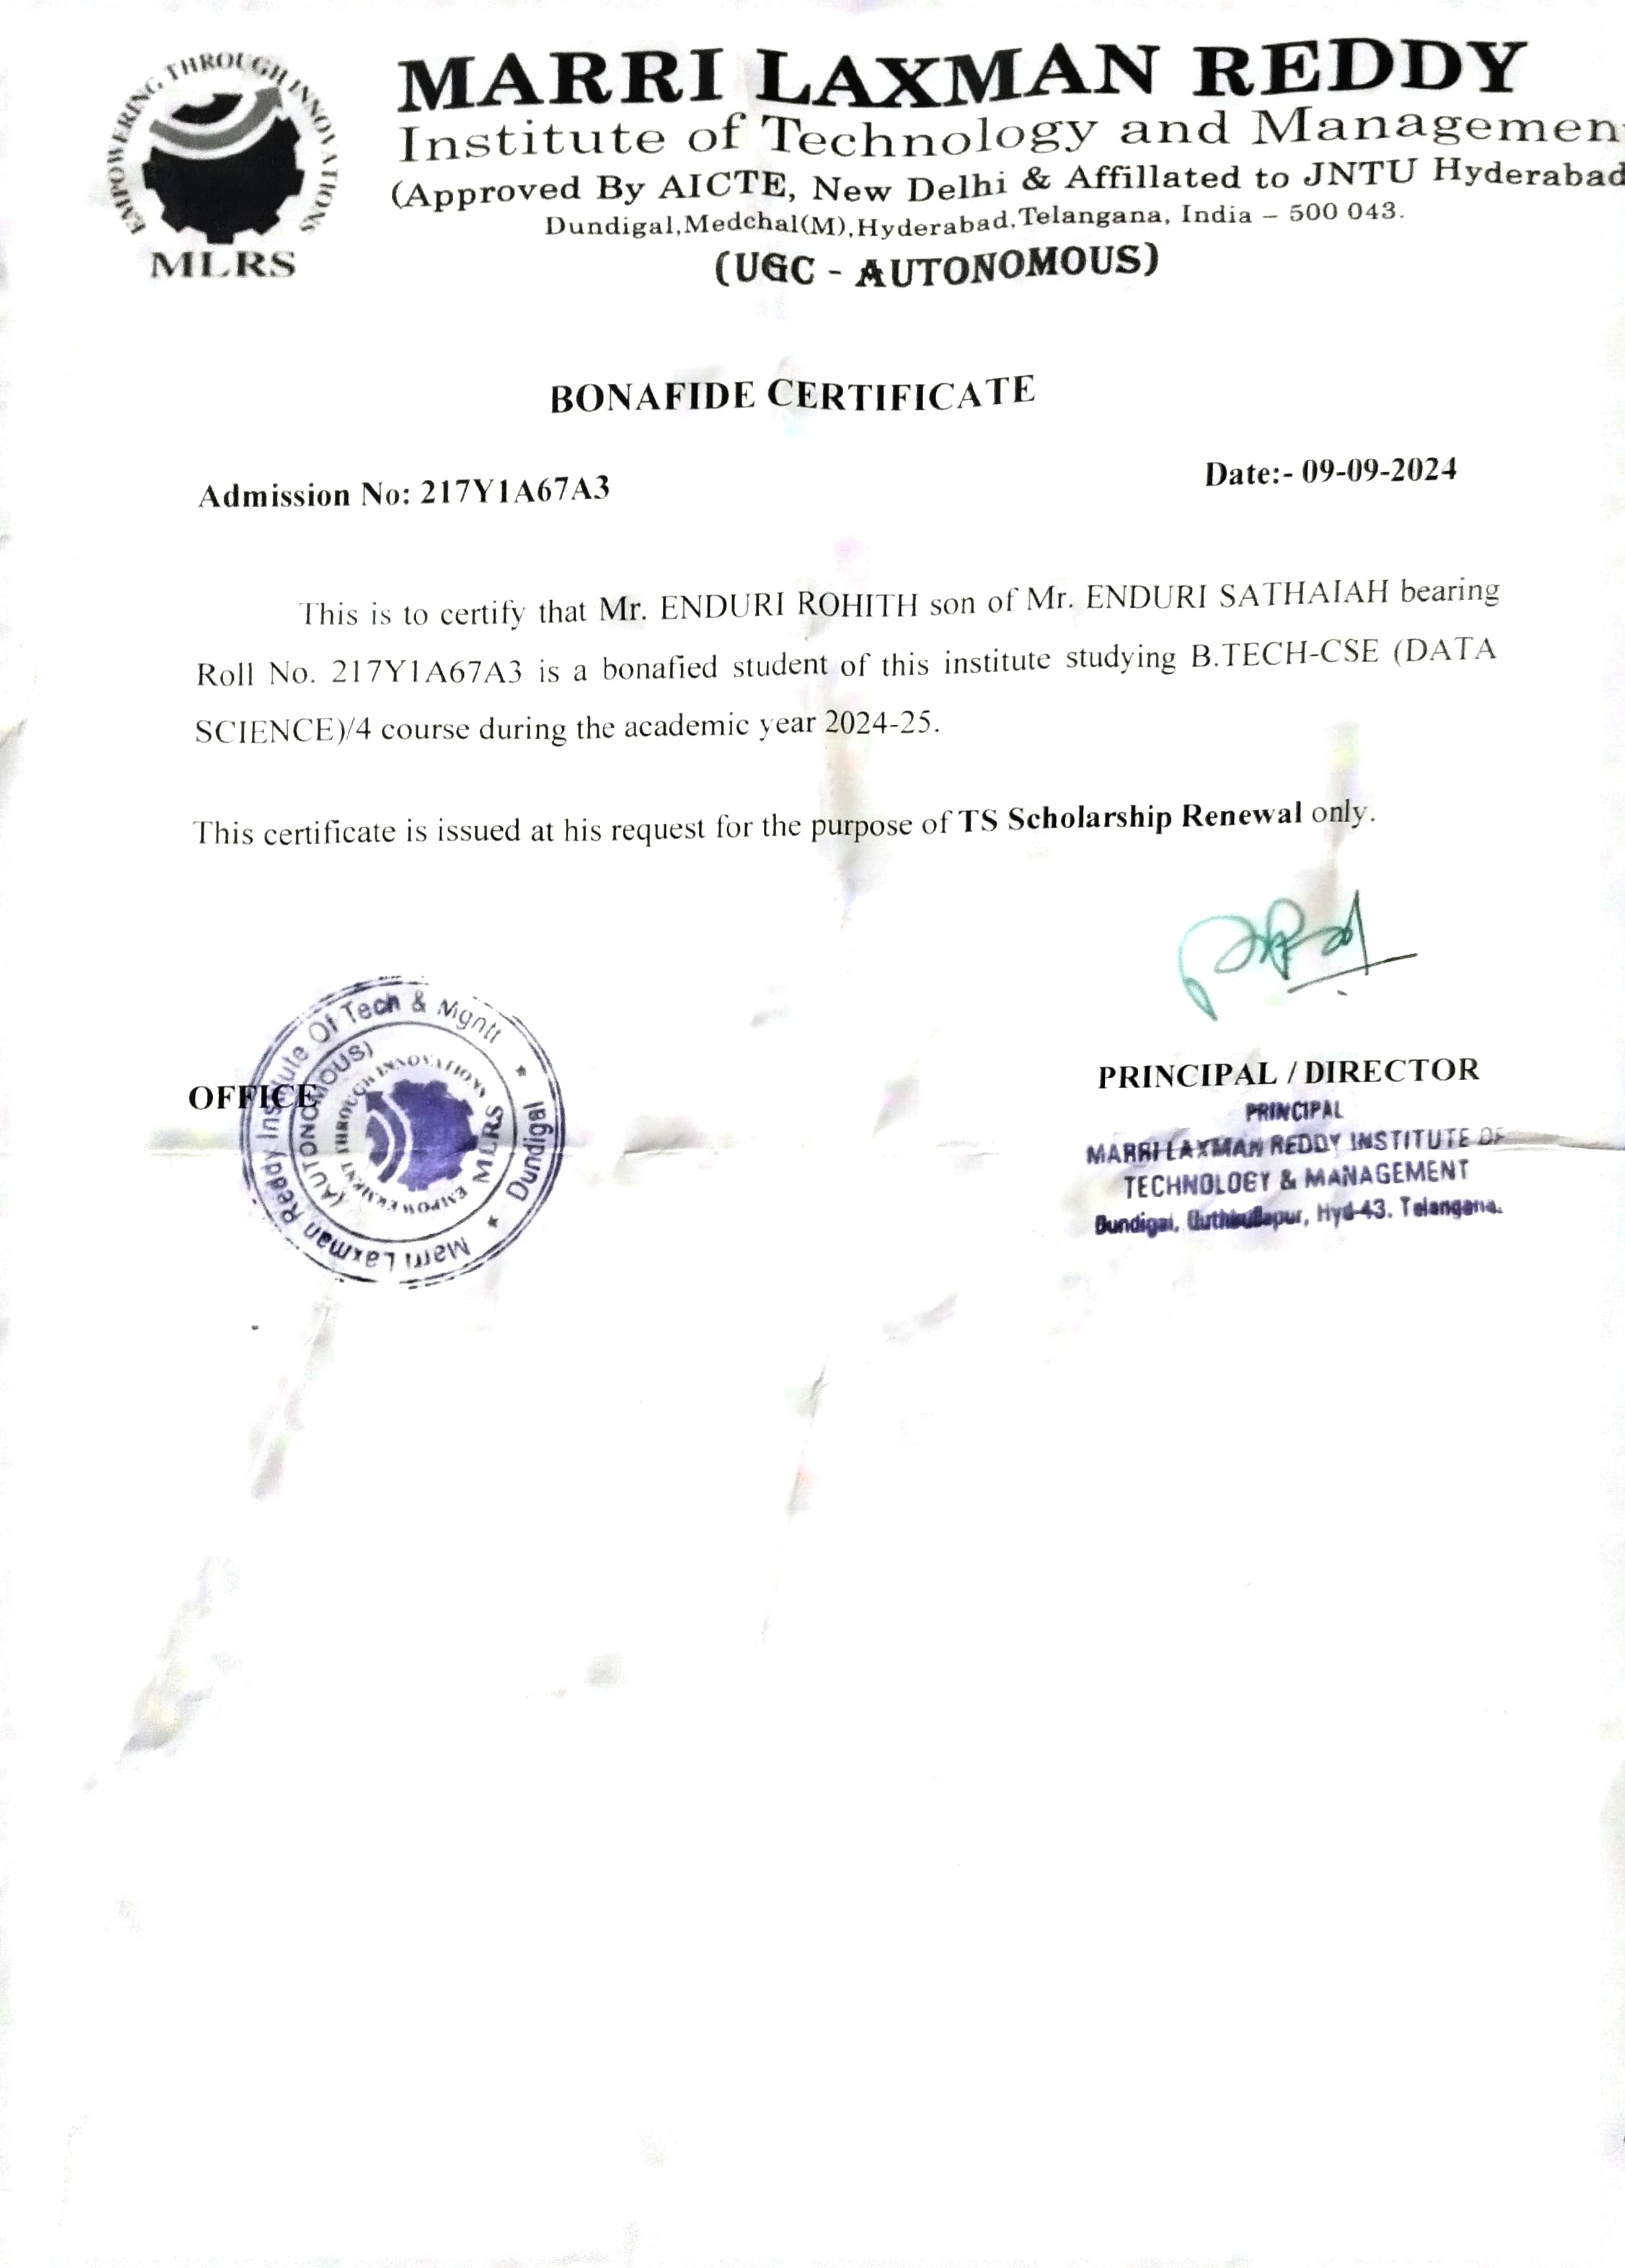 EMPOWERING THROUGH INNOVATIONS
MLRS
MARRI LAXMAN REDDY
Institute of Technology and Managemen
(Approved By AICTE, New Delhi & Affillated to JNTU Hyderabad
Dundigal,Medchal(M),Hyderabad,Telangana, India – 500 043.
(UGC - AUTONOMOUS)
BONAFIDE CERTIFICATE
Admission No: 217Y1A67A3
Date:- 09-09-2024
This is to certify that Mr. ENDURI ROHITH son of Mr. ENDURI SATHAIAH bearing
Roll No. 217Y1A67A3 is a bonafied student of this institute studying B.TECH-CSE (DATA
SCIENCE)/4 course during the academic year 2024-25.
This certificate is issued at his request for the purpose of TS Scholarship Renewal only.
OFFICE
Marri Laxman Reddy Institute Of Tech & Mgntt
★ Dundigal ★
(AUTONOMOUS)
EMPOWERMENT THROUGH INNOVATIONS
MLRS
PRINCIPAL / DIRECTOR
PRINCIPAL
MARRI LAXMAN REDDY INSTITUTE OF
TECHNOLOGY & MANAGEMENT
Dundigal, Hyd-43. Telangana.